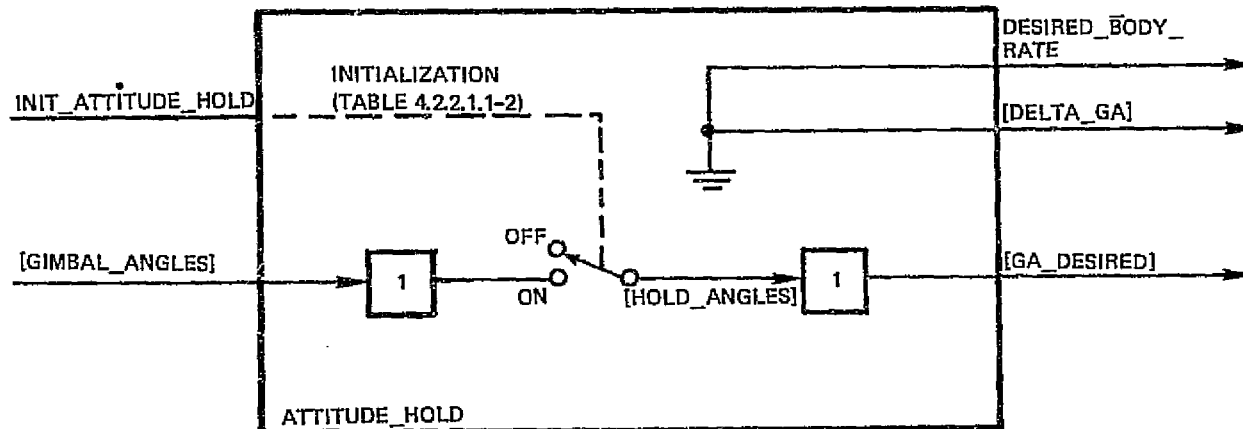 DESIRED_BODY_
RATE
INITIALIZATION
(TABLE 4.2.2.1.1-2)
INIT_ATTITUDE_HOLD
[DELTA_GA]
OFF
[GIMBAL_ANGLES]
1
ON
[HOLD_ANGLES]
1
[GA_DESIRED]
ATTITUDE_HOLD